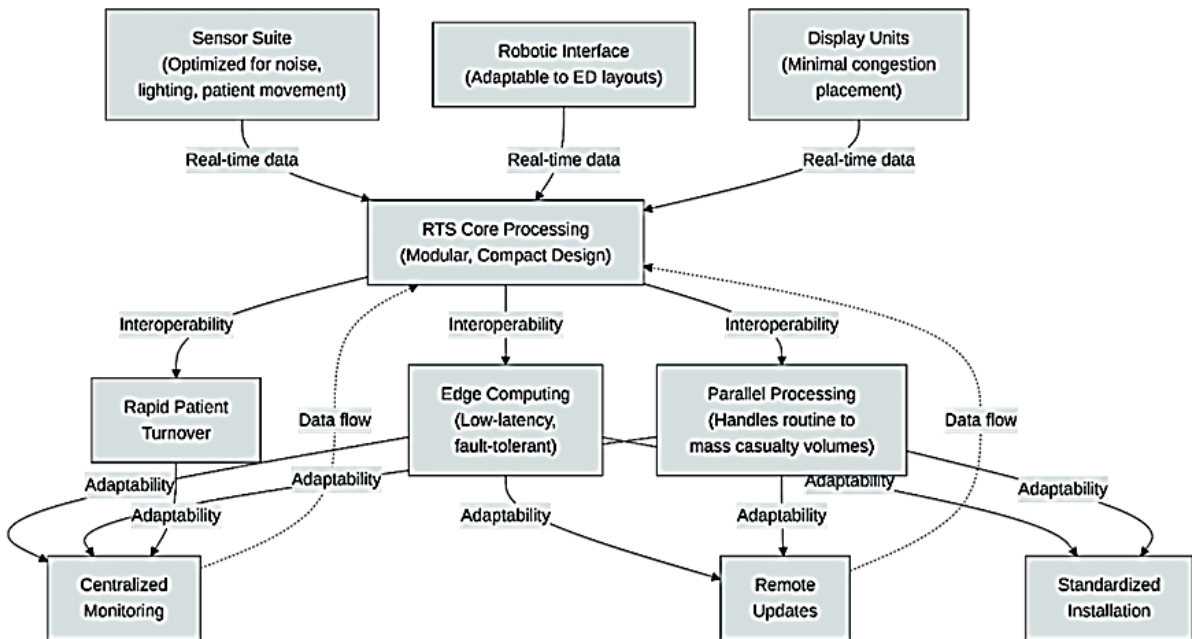 Sensor Suite
(Optimized for noise,
lighting, patient movement)
Robotic Interface
(Adaptable to ED layouts)
Display Units
(Minimal congestion
placement)
Real-time data
Real-time data
Real-time data
RTS Core Processing
(Modular, Compact Design)
Interoperability
Interoperability
Interoperability
Rapid Patient
Turnover
Data flow
Edge Computing
(Low-latency,
fault-tolerant)
Parallel Processing
(Handles routine to
mass casualty volumes)
Data flow
Adaptability
Adaptability
Adaptability
Adaptability
Adaptability
Adaptability
Adaptability
Centralized
Monitoring
Remote
Updates
Standardized
Installation